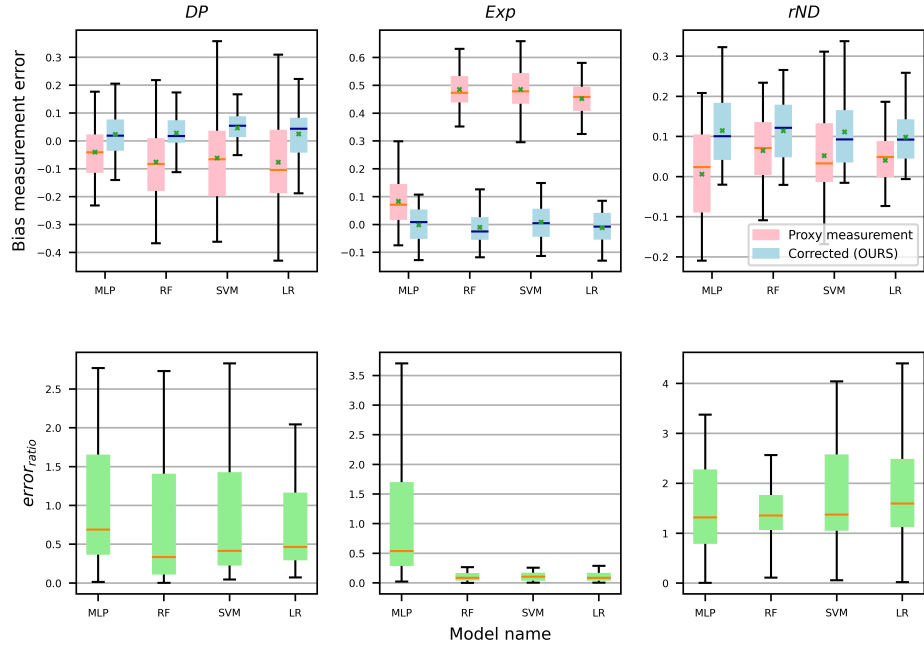 DP
Exp
rND
Bias measurement error
0.3
0.2
0.1
0.0
−0.1
−0.2
−0.3
−0.4
MLP
RF
SVM
LR
0.6
0.5
0.4
0.3
0.2
0.1
0.0
−0.1
MLP
RF
SVM
LR
0.3
0.2
0.1
0.0
−0.1
−0.2
Proxy measurement
Corrected (OURS)
MLP
RF
SVM
LR
error_ratio
2.5
2.0
1.5
1.0
0.5
0.0
MLP
RF
SVM
LR
3.5
3.0
2.5
2.0
1.5
1.0
0.5
0.0
MLP
RF
SVM
LR
4
3
2
1
0
MLP
RF
SVM
LR
Model name